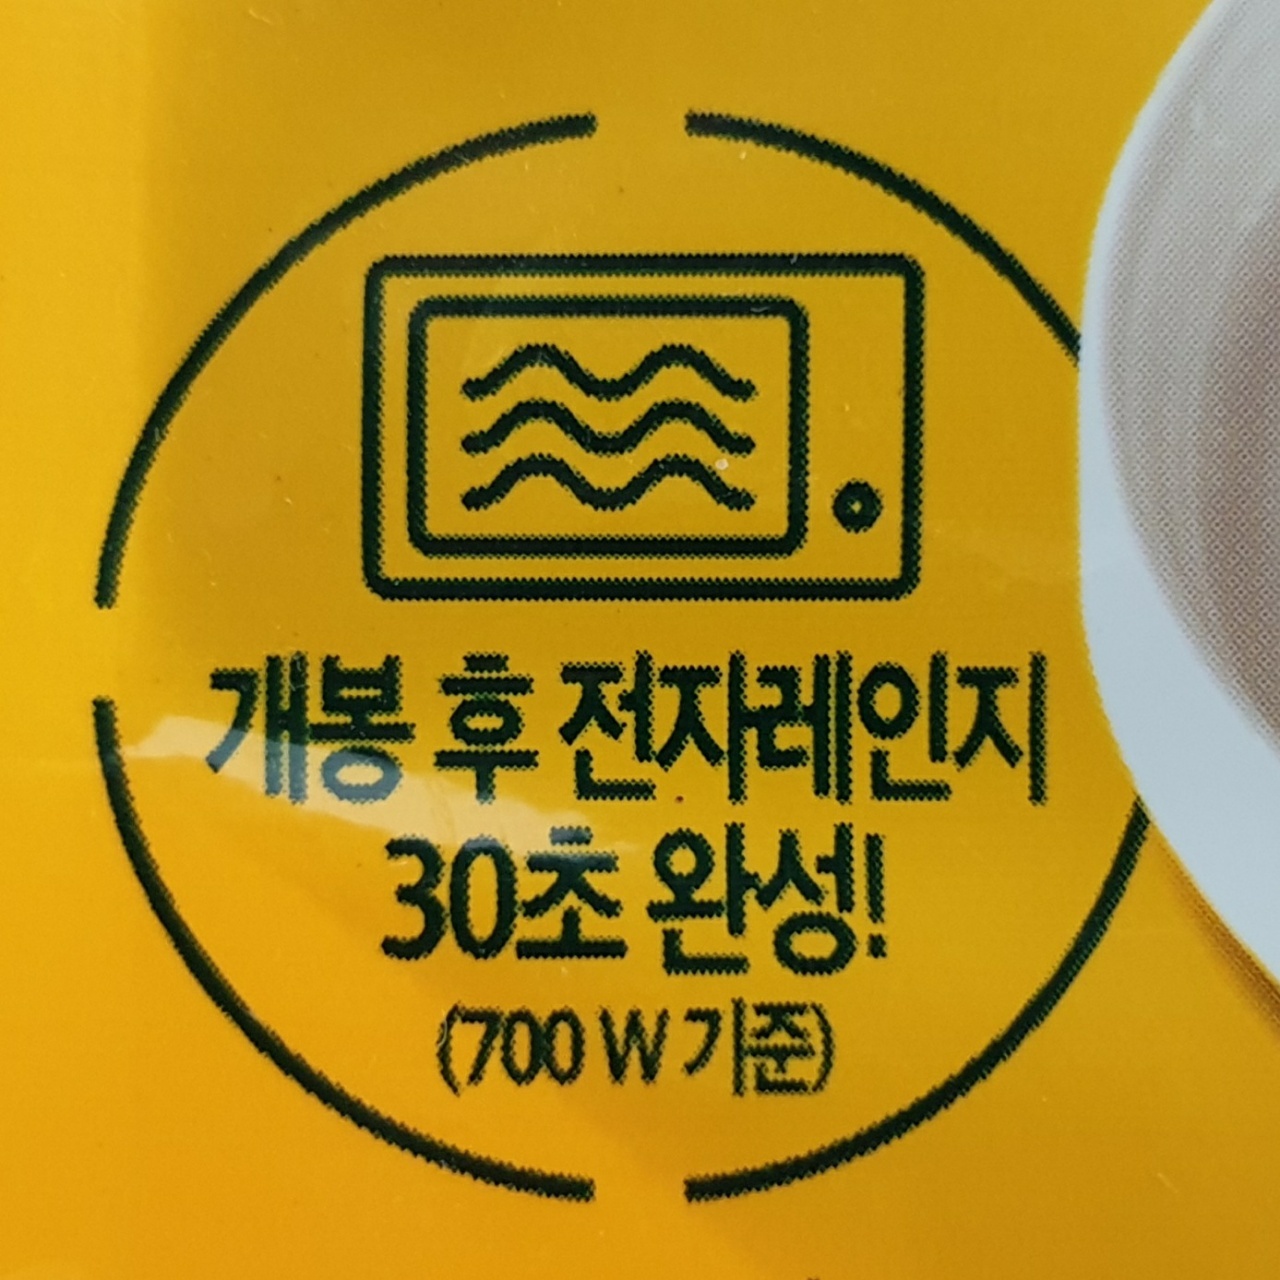 개봉 후 전자레인지
30초 완성!
(700 W 기준)